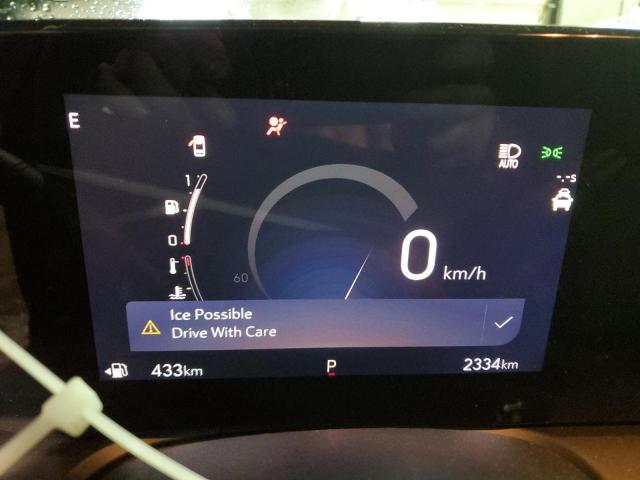 E
AUTO
-.-s
1
0
0 km/h
60
Ice Possible
Drive With Care
433km
P
2334km